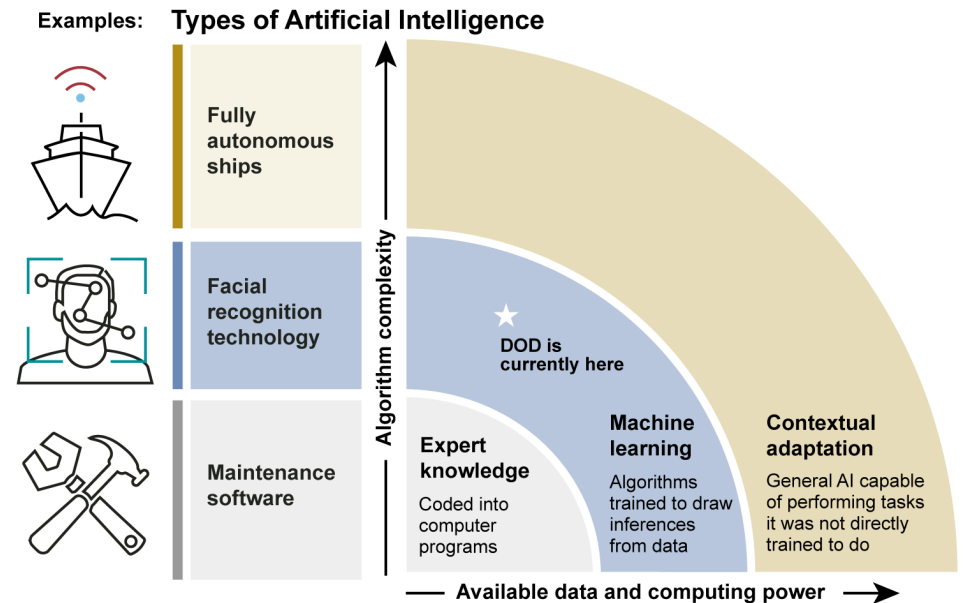 Examples:
Types of Artificial Intelligence
Fully
autonomous
ships
Facial
recognition
technology
Maintenance
software
Algorithm complexity
DOD is
currently here
Expert
knowledge
Coded into
computer
programs
Machine
learning
Algorithms
trained to draw
inferences
from data
Contextual
adaptation
General AI capable
of performing tasks
it was not directly
trained to do
Available data and computing power